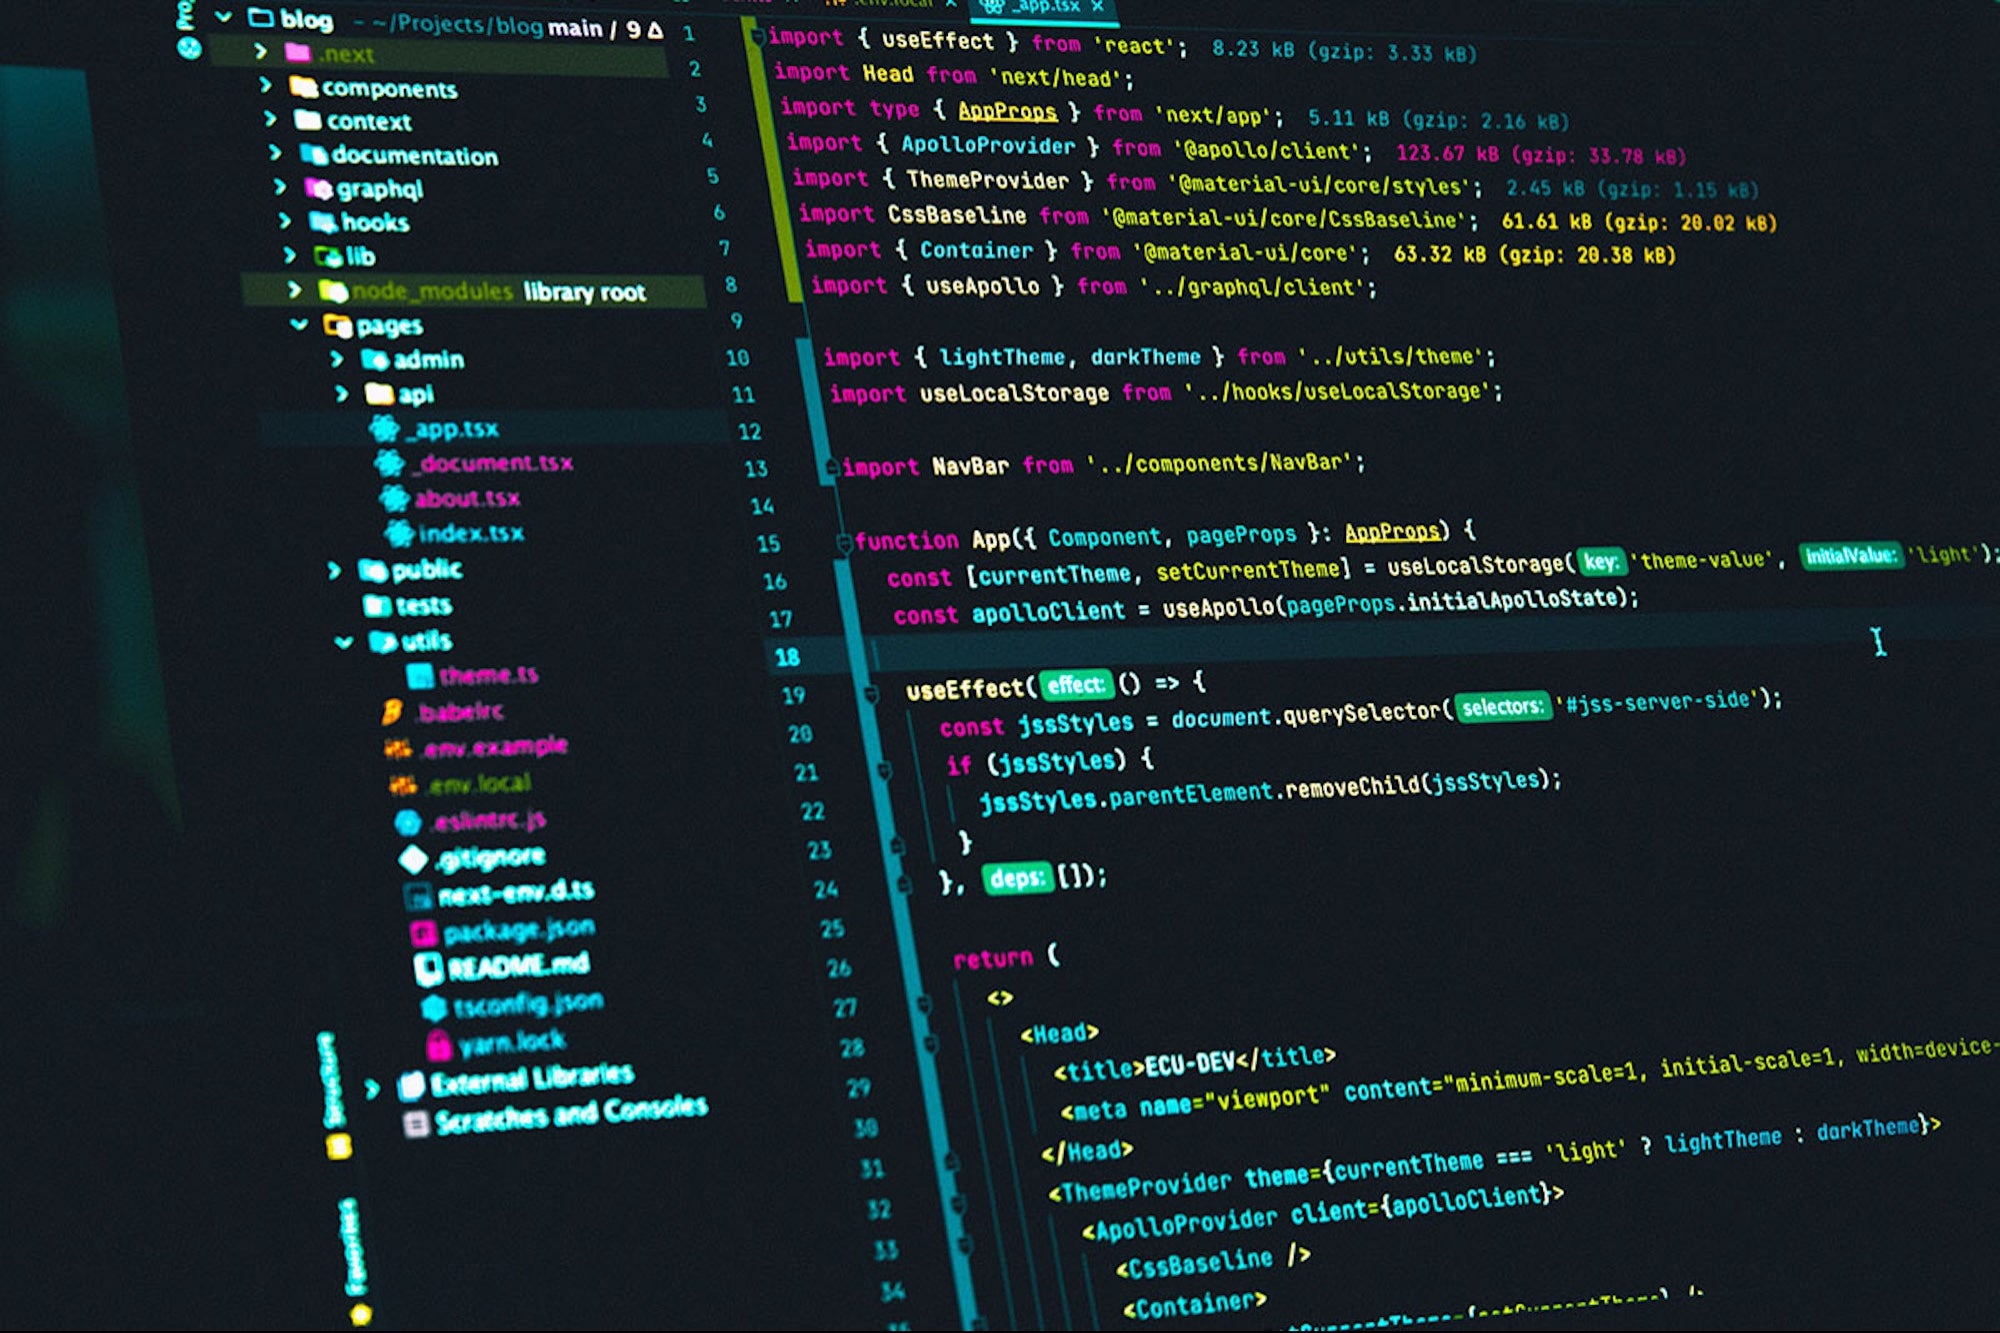 blog ~/Projects/blog main / 9 Δ
.next
components
context
documentation
graphql
hooks
lib
node_modules library root
pages
admin
api
_app.tsx
_document.tsx
about.tsx
index.tsx
public
tests
utils
theme.ts
.babelrc
.env.example
.env.local
.eslintrc.js
.gitignore
next-env.d.ts
package.json
README.md
tsconfig.json
yarn.lock
External Libraries
Scratches and Consoles
Structure
Favorites
.env.local × _app.tsx ×
1 import { useEffect } from 'react'; 8.23 kB (gzip: 3.33 kB)
2 import Head from 'next/head';
3 import type { AppProps } from 'next/app'; 5.11 kB (gzip: 2.16 kB)
4 import { ApolloProvider } from '@apollo/client'; 123.67 kB (gzip: 33.78 kB)
5 import { ThemeProvider } from '@material-ui/core/styles'; 2.45 kB (gzip: 1.15 kB)
6 import CssBaseline from '@material-ui/core/CssBaseline'; 61.61 kB (gzip: 20.02 kB)
7 import { Container } from '@material-ui/core'; 63.32 kB (gzip: 20.38 kB)
8 import { useApollo } from '../graphql/client';
9
10 import { lightTheme, darkTheme } from '../utils/theme';
11 import useLocalStorage from '../hooks/useLocalStorage';
12
13 import NavBar from '../components/NavBar';
14
15 function App({ Component, pageProps }: AppProps) {
16 const [currentTheme, setCurrentTheme] = useLocalStorage( key: 'theme-value', initialValue: 'light');
17 const apolloClient = useApollo(pageProps.initialApolloState);
18
19 useEffect( effect: () => {
20 const jssStyles = document.querySelector( selectors: '#jss-server-side');
21 if (jssStyles) {
22 jssStyles.parentElement.removeChild(jssStyles);
23 }
24 }, deps: []);
25
26 return (
27 <>
28 <Head>
29 <title>ECU-DEV</title>
30 <meta name="viewport" content="minimum-scale=1, initial-scale=1, width=device-
31 </Head>
32 <ThemeProvider theme={currentTheme === 'light' ? lightTheme : darkTheme}>
33 <ApolloProvider client={apolloClient}>
34 <CssBaseline />
35 <Container>